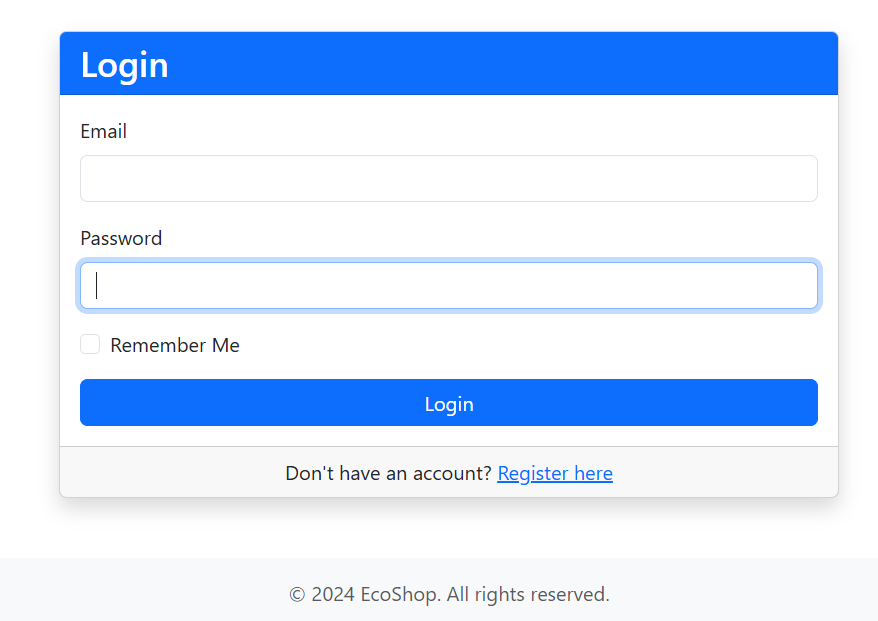 Login
Email
Password
Remember Me
Login
Don't have an account? Register here
© 2024 EcoShop. All rights reserved.